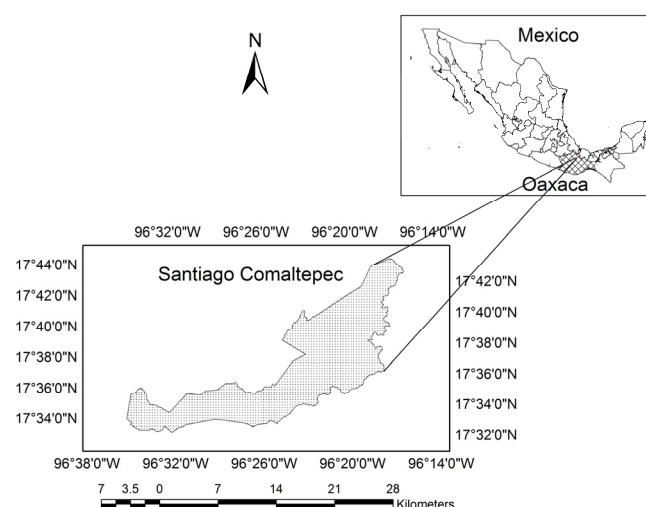 N
Mexico
Oaxaca
96°32'0"W 96°26'0"W 96°20'0"W 96°14'0"W
Santiago Comaltepec
17°44'0"N
17°42'0"N
17°40'0"N
17°38'0"N
17°36'0"N
17°34'0"N
17°42'0"N
17°40'0"N
17°38'0"N
17°36'0"N
17°34'0"N
17°32'0"N
96°38'0"W 96°32'0"W 96°26'0"W 96°20'0"W 96°14'0"W
7 3.5 0 7 14 21 28
Kilometers